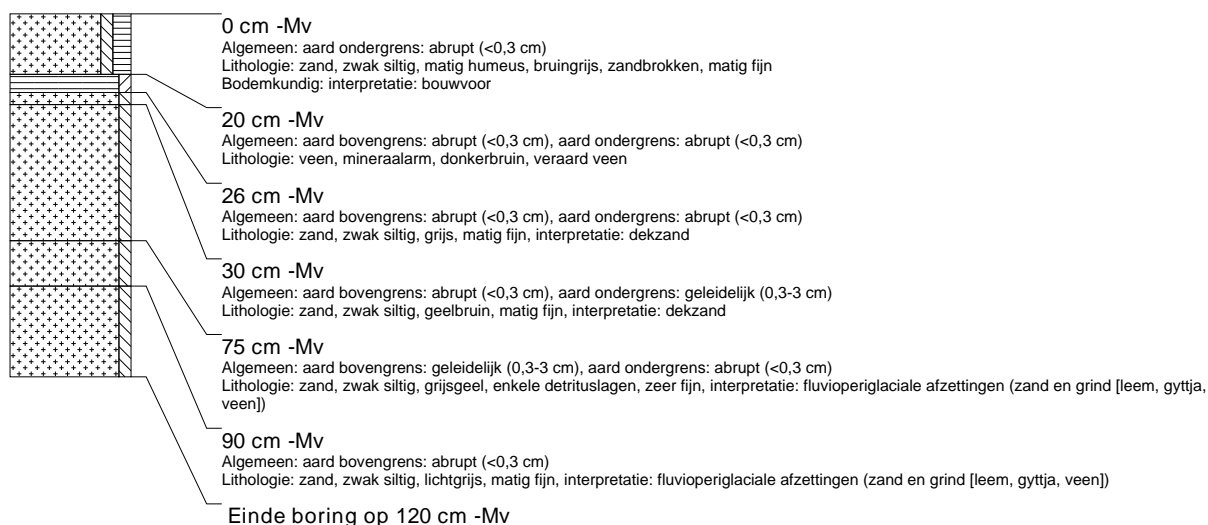 0 cm -Mv
Algemeen: aard ondergrens: abrupt (<0,3 cm)
Lithologie: zand, zwak siltig, matig humeus, bruingrijs, zandbrokken, matig fijn
Bodemkundig: interpretatie: bouwvoor
20 cm -Mv
Algemeen: aard bovengrens: abrupt (<0,3 cm), aard ondergrens: abrupt (<0,3 cm)
Lithologie: veen, mineraalarm, donkerbruin, veraard veen
26 cm -Mv
Algemeen: aard bovengrens: abrupt (<0,3 cm), aard ondergrens: abrupt (<0,3 cm)
Lithologie: zand, zwak siltig, grijs, matig fijn, interpretatie: dekzand
30 cm -Mv
Algemeen: aard bovengrens: abrupt (<0,3 cm), aard ondergrens: geleidelijk (0,3-3 cm)
Lithologie: zand, zwak siltig, geelbruin, matig fijn, interpretatie: dekzand
75 cm -Mv
Algemeen: aard bovengrens: geleidelijk (0,3-3 cm), aard ondergrens: abrupt (<0,3 cm)
Lithologie: zand, zwak siltig, grijsgeel, enkele detrituslagen, zeer fijn, interpretatie: fluvioperiglaciale afzettingen (zand en grind [leem, gyttja,
veen])
90 cm -Mv
Algemeen: aard bovengrens: abrupt (<0,3 cm)
Lithologie: zand, zwak siltig, lichtgrijs, matig fijn, interpretatie: fluvioperiglaciale afzettingen (zand en grind [leem, gyttja, veen])
Einde boring op 120 cm -Mv